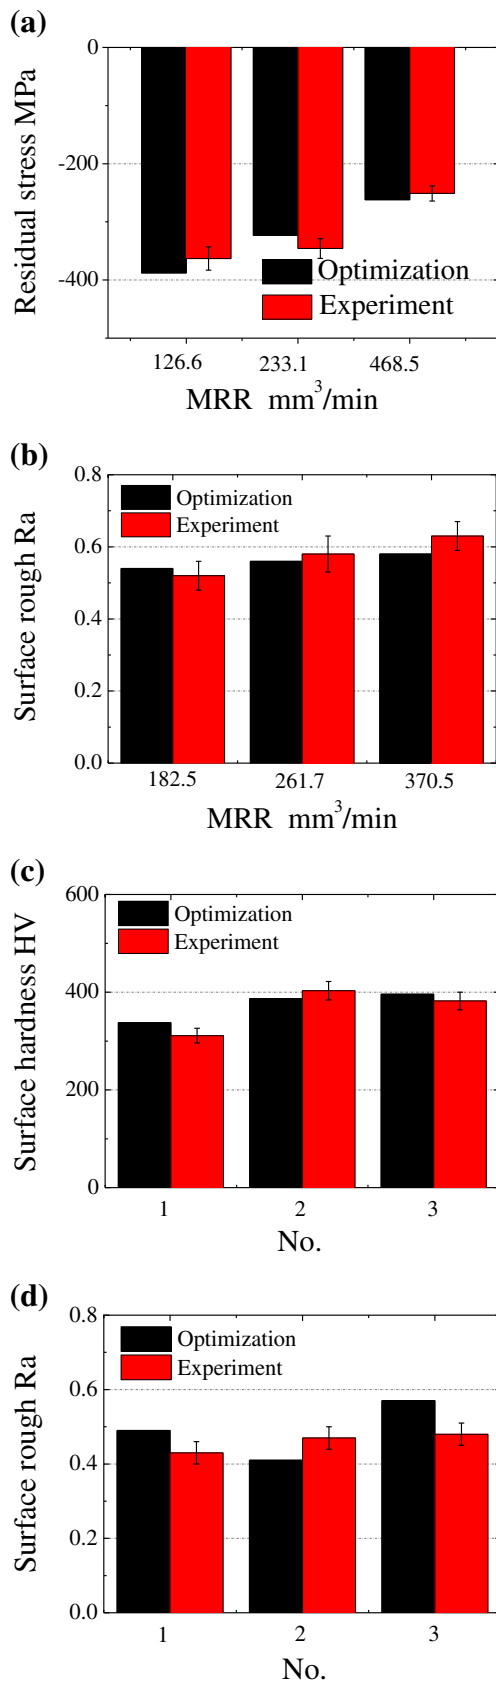 (a)
Residual stress MPa
0
-200
-400
Optimization
Experiment
126.6 233.1 468.5
MRR mm³/min
(b)
Surface rough Ra
0.8
0.6
0.4
0.2
0.0
Optimization
Experiment
182.5 261.7 370.5
MRR mm³/min
(c)
Surface hardness HV
600
400
200
0
Optimization
Experiment
1 2 3
No.
(d)
Surface rough Ra
0.8
0.6
0.4
0.2
0.0
Optimization
Experiment
1 2 3
No.